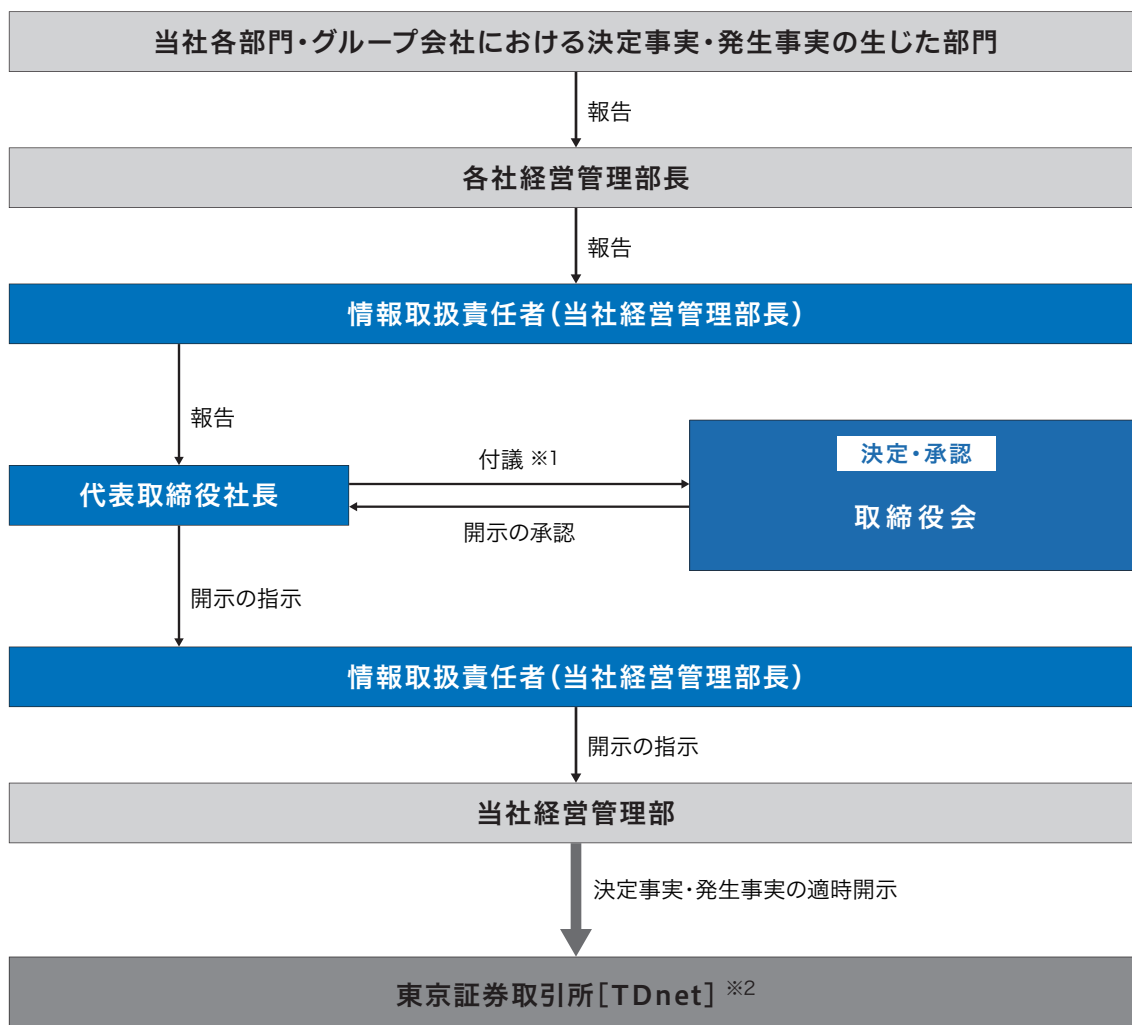 当社各部門・グループ会社における決定事実・発生事実の生じた部門
報告
各社経営管理部長
報告
情報取扱責任者(当社経営管理部長)
報告
付議 ※1
決定・承認
代表取締役社長
取締役会
開示の承認
開示の指示
情報取扱責任者(当社経営管理部長)
開示の指示
当社経営管理部
決定事実・発生事実の適時開示
東京証券取引所[TDnet] ※2